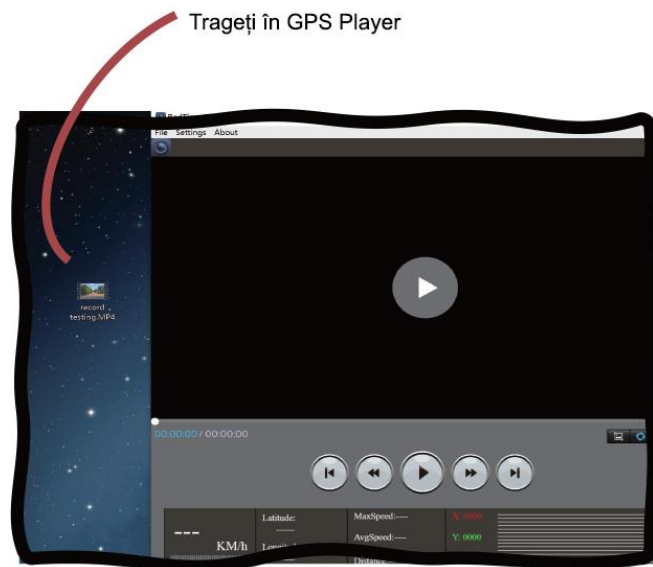 Trageți în GPS Player
File Settings About
record
testing.MP4
00:00:00 / 00:00:00
---
KM/h
Latitude:
----
MaxSpeed:----
AvgSpeed:----
X: 0000
Y: 0000